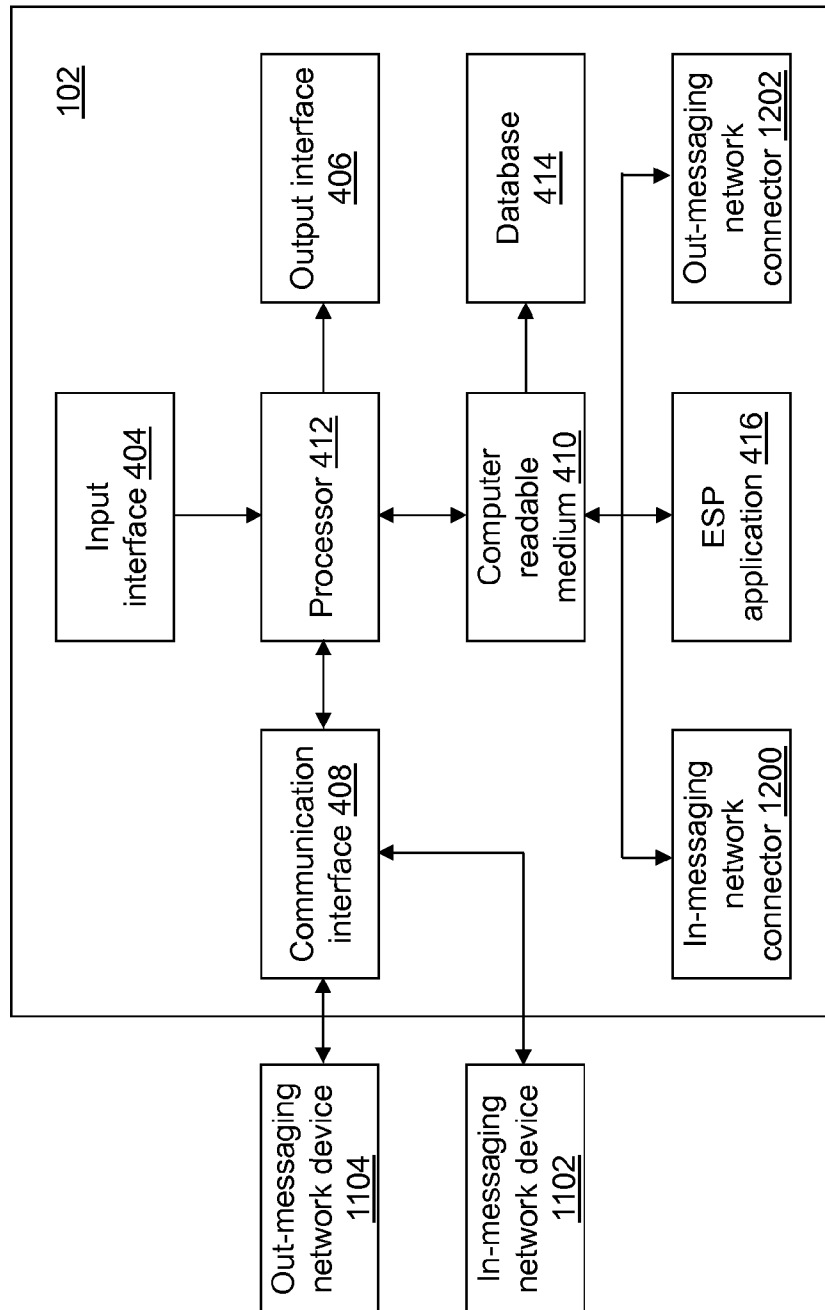 102
Input
interface 404
Output interface
406
Processor 412
Communication
interface 408
Out-messaging
network device
1104
In-messaging
network device
1102
Computer
readable
medium 410
Database
414
In-messaging
network
connector 1200
ESP
application 416
Out-messaging
network
connector 1202